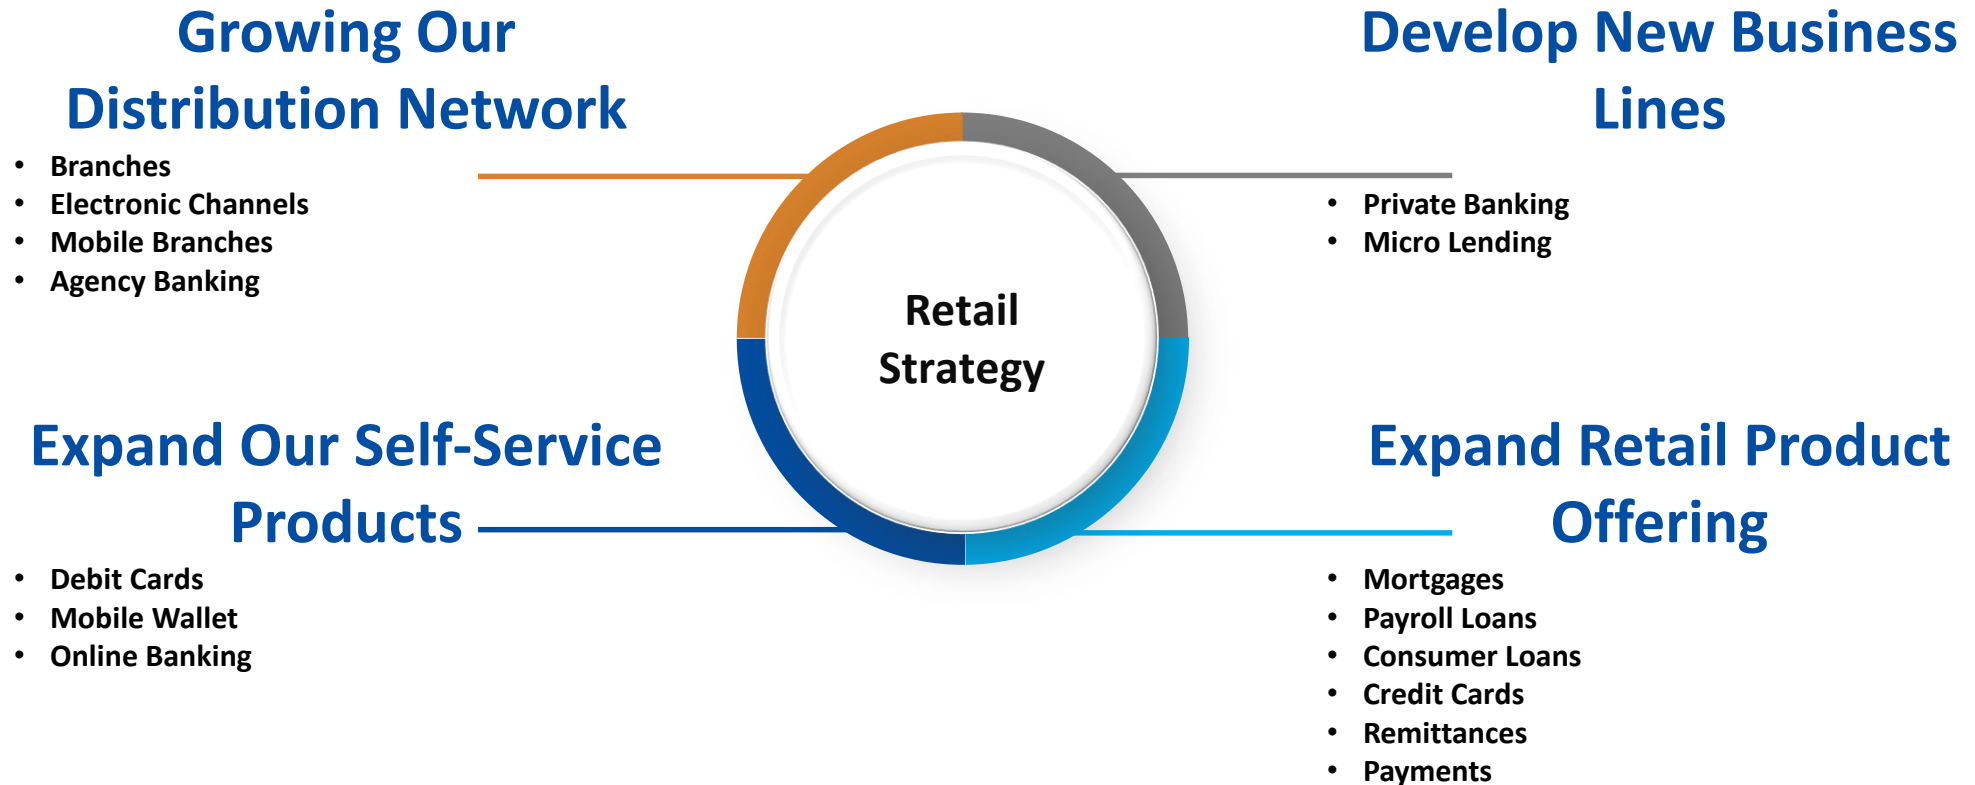 Growing Our
Distribution Network
• Branches
• Electronic Channels
• Mobile Branches
• Agency Banking
Develop New Business
Lines
• Private Banking
• Micro Lending
Retail
Strategy
Expand Our Self-Service
Products
• Debit Cards
• Mobile Wallet
• Online Banking
Expand Retail Product
Offering
• Mortgages
• Payroll Loans
• Consumer Loans
• Credit Cards
• Remittances
• Payments